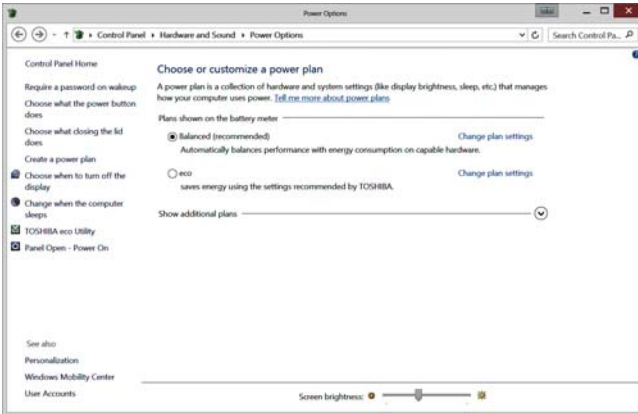 Power Options
Control Panel ▸ Hardware and Sound ▸ Power Options
Search Control Pa...
Control Panel Home
Require a password on wakeup
Choose what the power button
does
Choose what closing the lid
does
Create a power plan
Choose when to turn off the
display
Change when the computer
sleeps
TOSHIBA eco Utility
Panel Open - Power On
Choose or customize a power plan
A power plan is a collection of hardware and system settings (like display brightness, sleep, etc.) that manages
how your computer uses power. Tell me more about power plans
Plans shown on the battery meter
Balanced (recommended) Change plan settings
Automatically balances performance with energy consumption on capable hardware.
eco Change plan settings
saves energy using the settings recommended by TOSHIBA.
Show additional plans
See also
Personalization
Windows Mobility Center
User Accounts
Screen brightness: